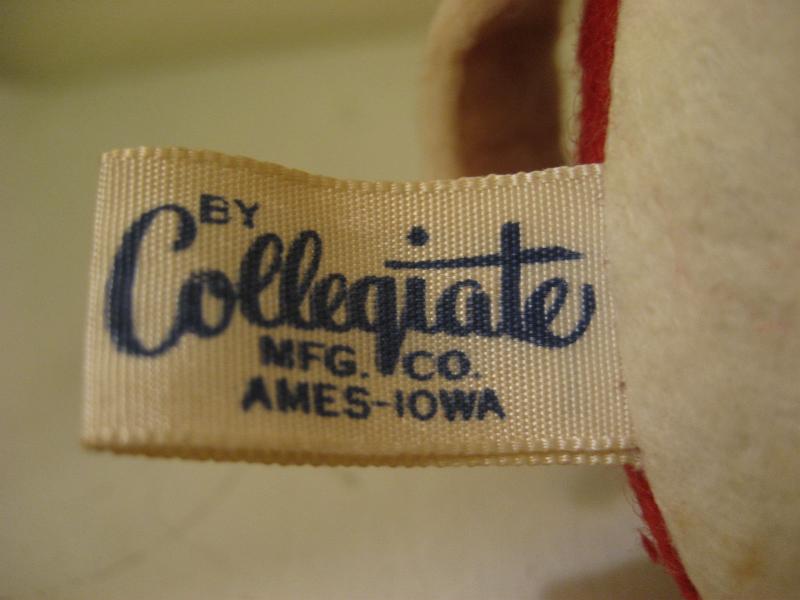 BY
Collegiate
MFG. CO.
AMES-IOWA